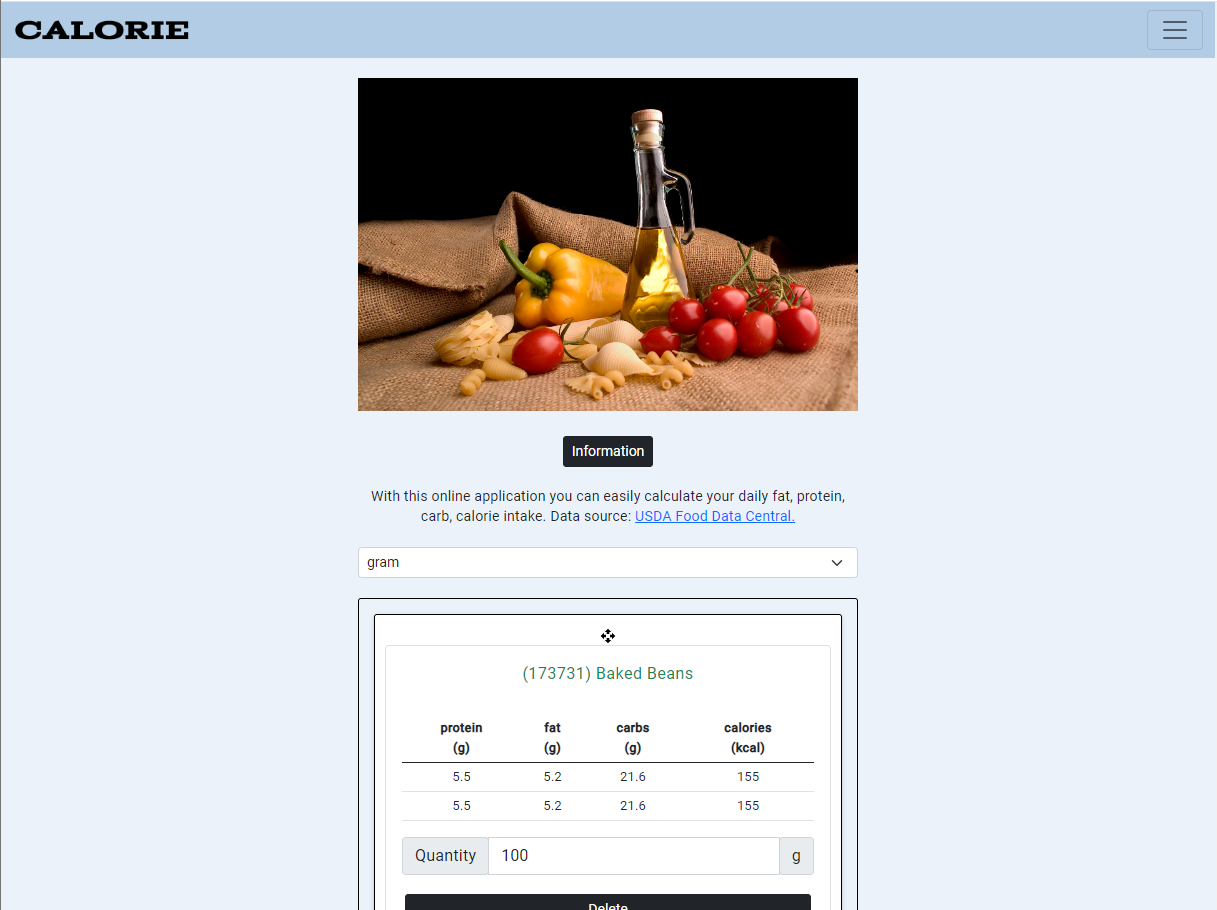 CALORIE
Information
With this online application you can easily calculate your daily fat, protein,
carb, calorie intake. Data source: USDA Food Data Central.
gram
(173731) Baked Beans
protein fat carbs calories
(g) (g) (g) (kcal)
5.5 5.2 21.6 155
5.5 5.2 21.6 155
Quantity 100 g
Delete